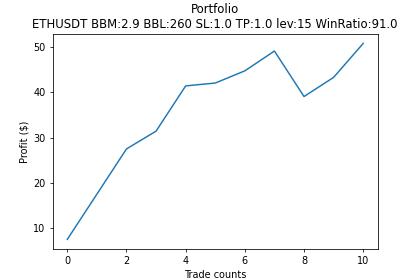 Portfolio
ETHUSDT BBM:2.9 BBL:260 SL:1.0 TP:1.0 lev:15 WinRatio:91.0
50
40
30
20
10
Profit ($)
0 2 4 6 8 10
Trade counts